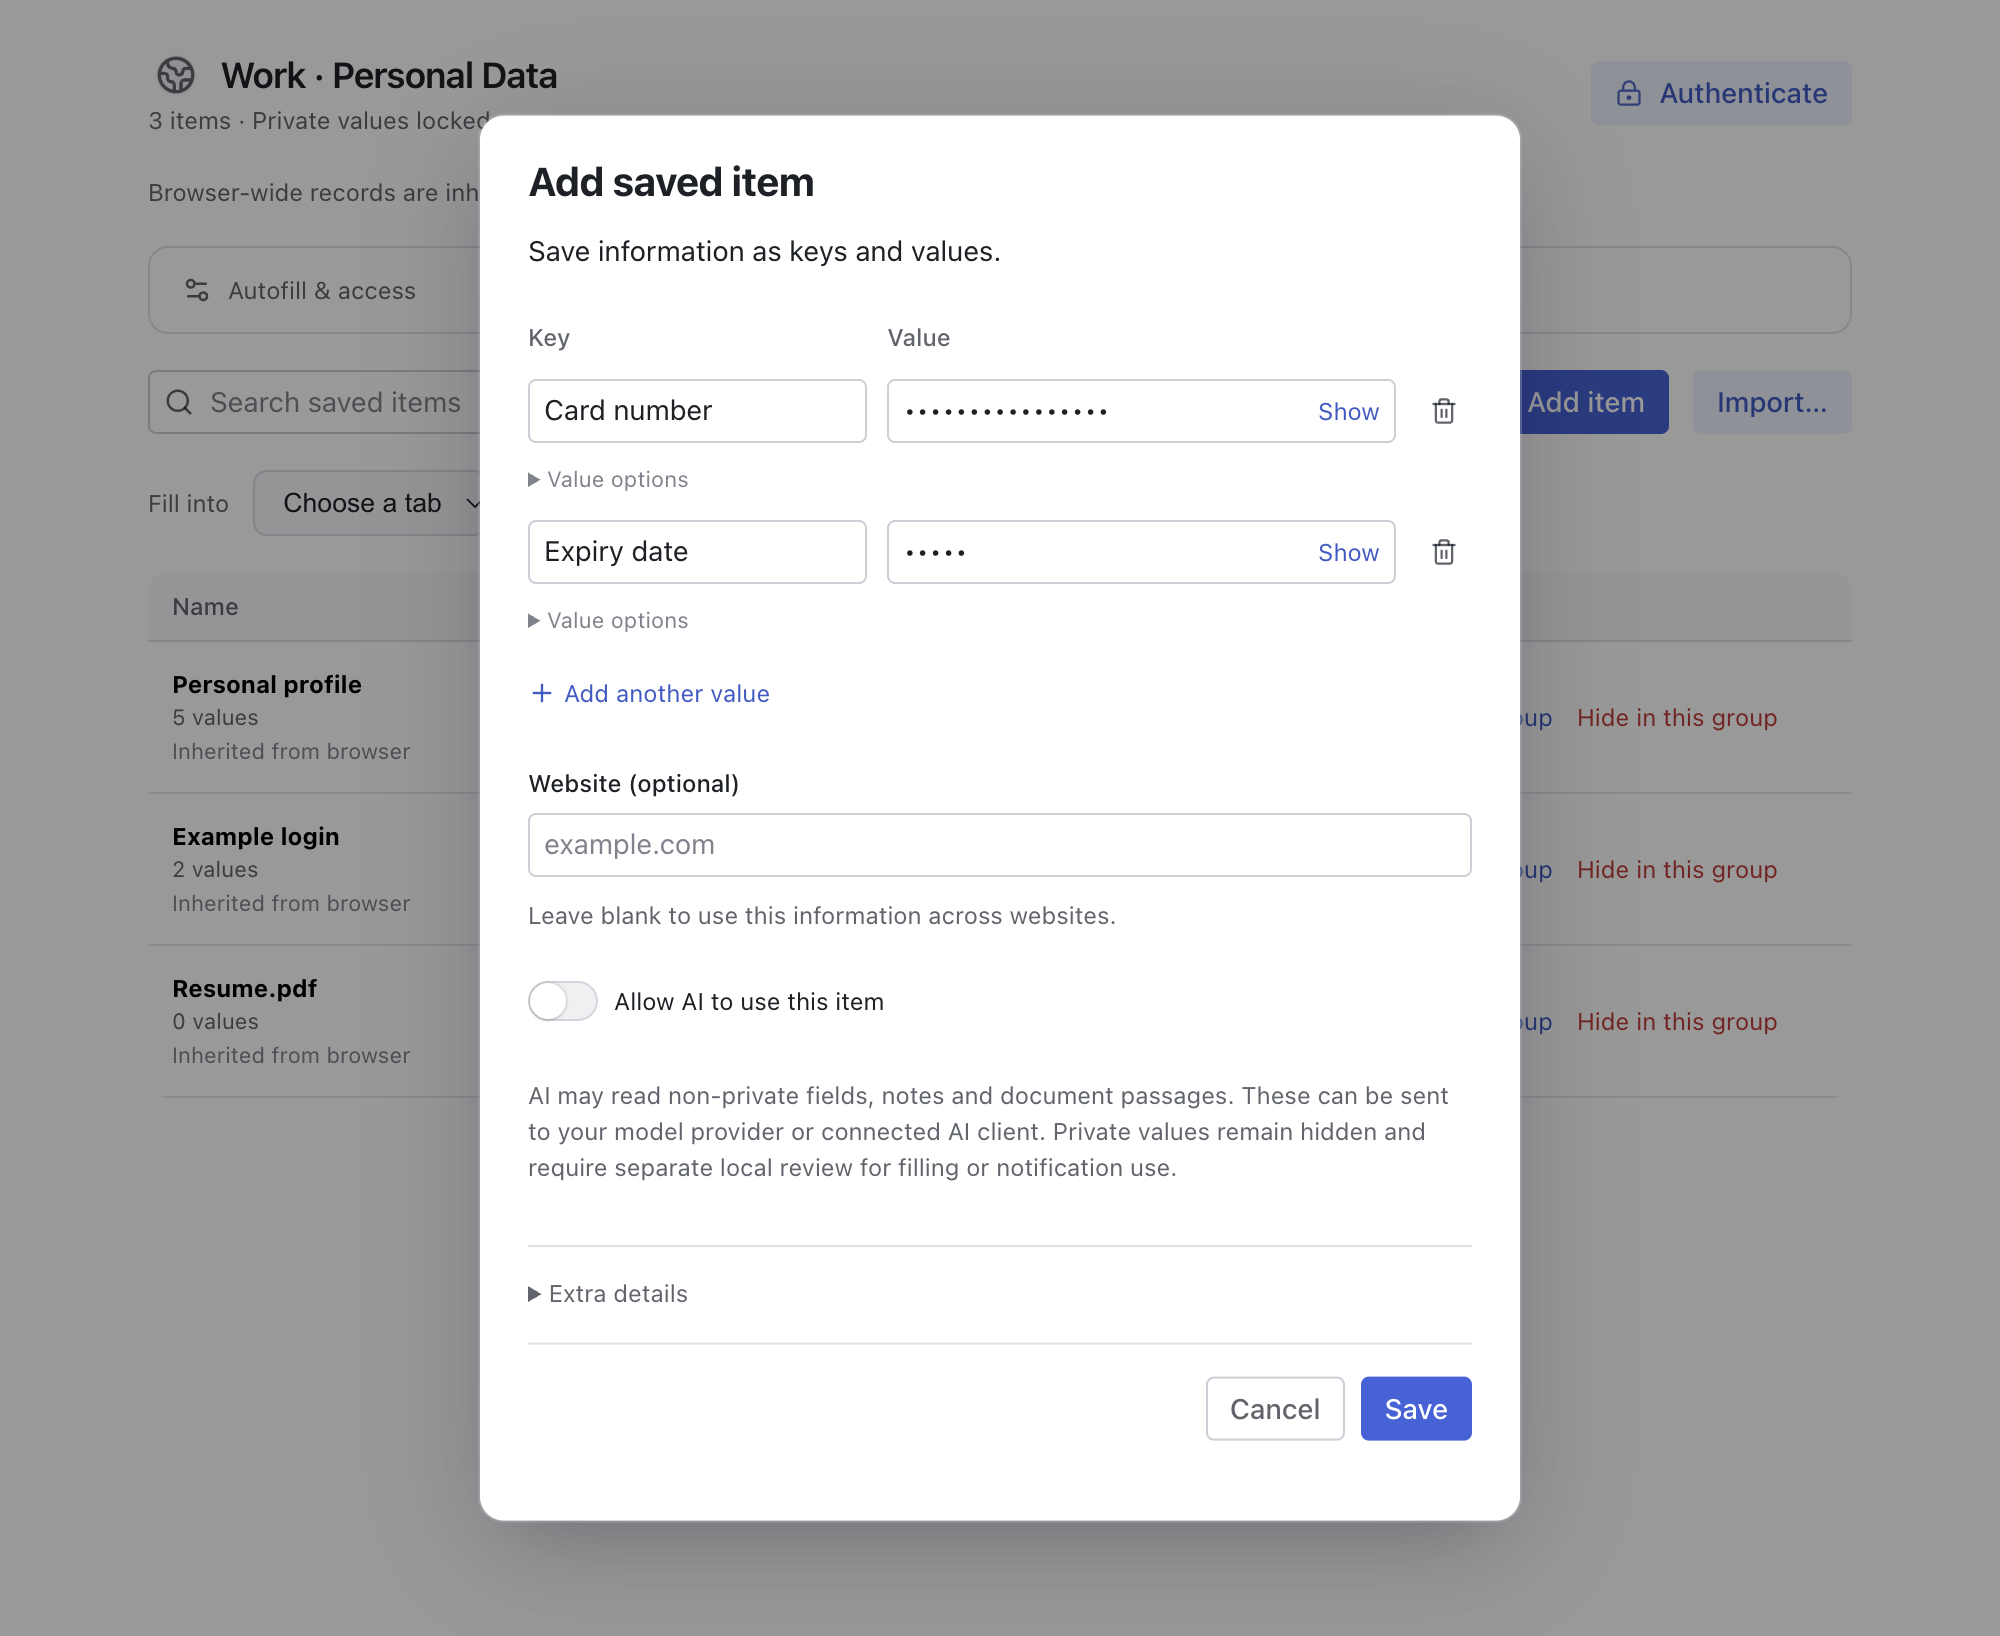 Work · Personal Data
3 items · Private values locked
Authenticate
Browser-wide records are inh
Autofill & access
Search saved items
Add item
Import...
Fill into
Choose a tab
Name
Personal profile
5 values
Inherited from browser
oup
Hide in this group
Example login
2 values
Inherited from browser
oup
Hide in this group
Resume.pdf
0 values
Inherited from browser
oup
Hide in this group
Add saved item
Save information as keys and values.
Key
Value
Card number
••••••••••••••••
Show
Value options
Expiry date
•••••
Show
Value options
+ Add another value
Website (optional)
example.com
Leave blank to use this information across websites.
Allow AI to use this item
AI may read non-private fields, notes and document passages. These can be sent
to your model provider or connected AI client. Private values remain hidden and
require separate local review for filling or notification use.
Extra details
Cancel
Save